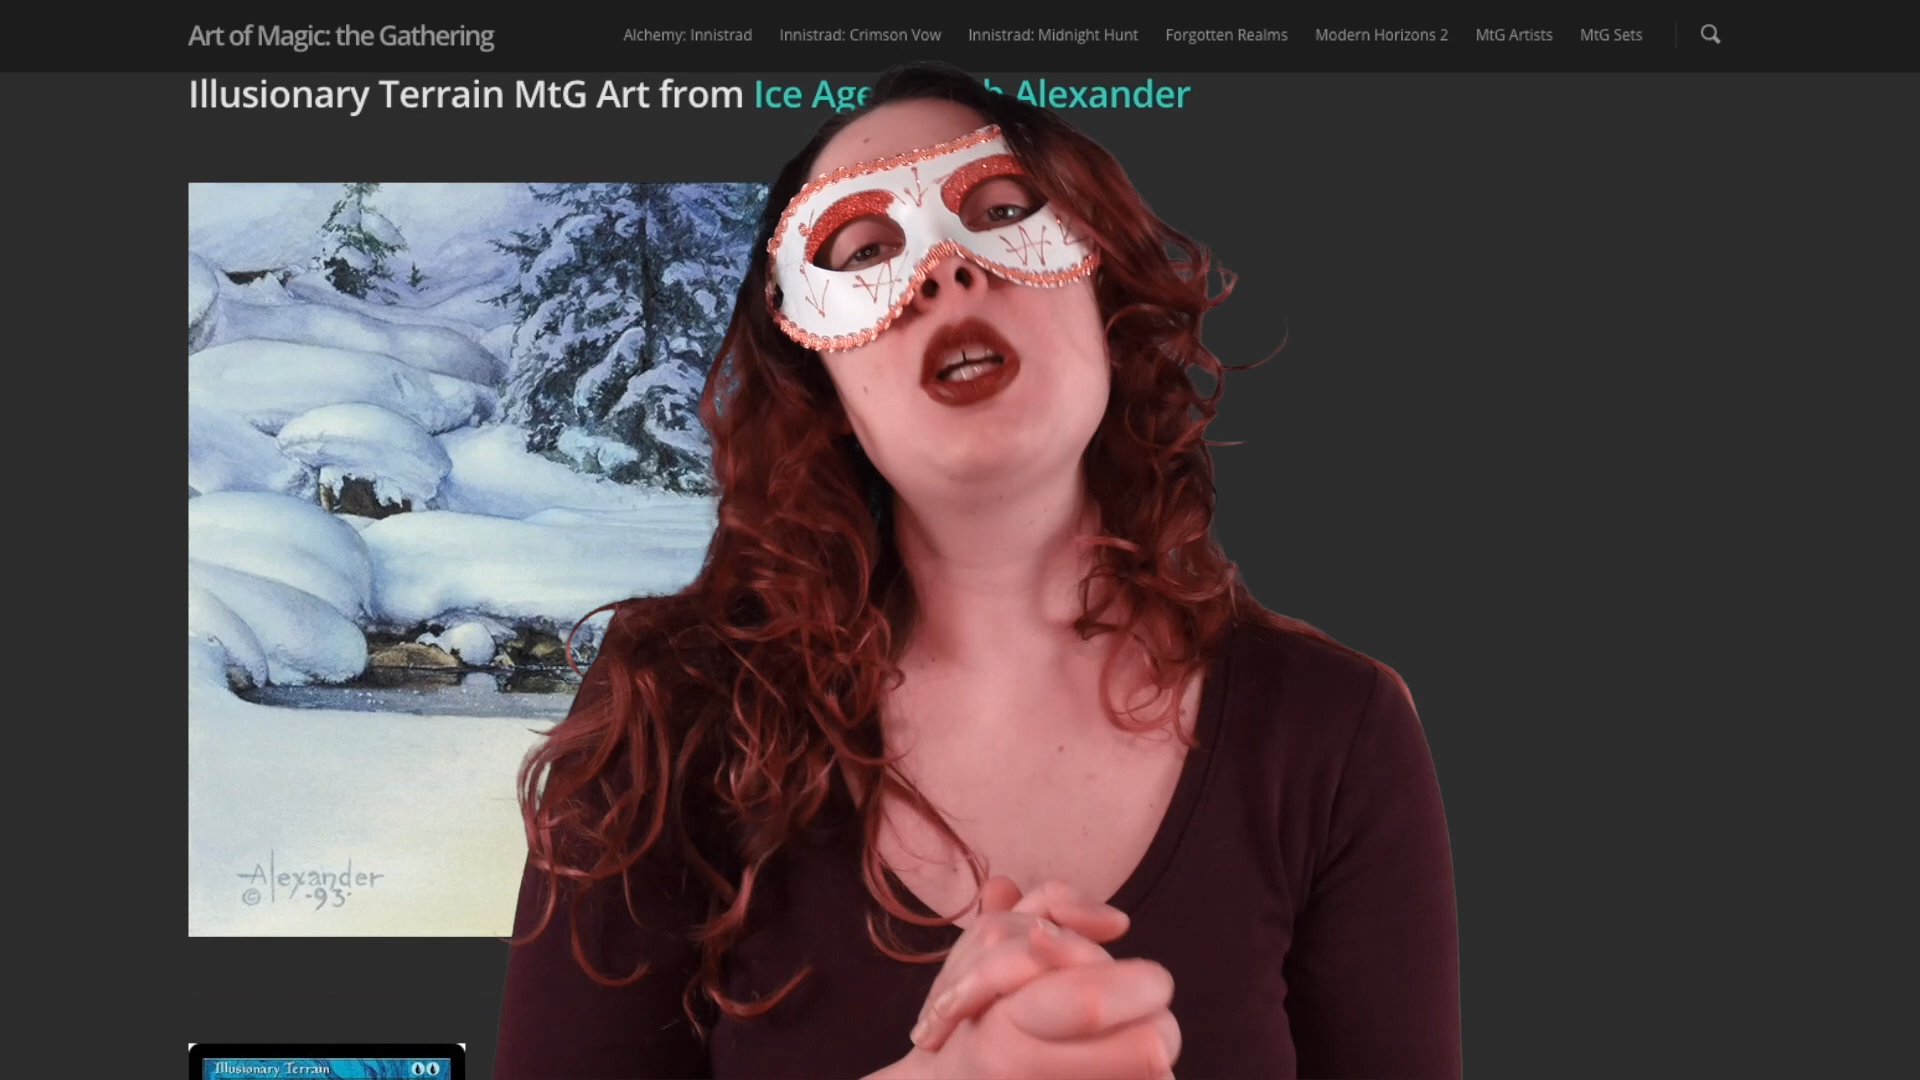 Art of Magic: the Gathering
Alchemy: Innistrad Innistrad: Crimson Vow Innistrad: Midnight Hunt Forgotten Realms Modern Horizons 2 MtG Artists MtG Sets
Illusionary Terrain MtG Art from Ice Age Alexander
Alexander
© -93-
Illusionary Terrain